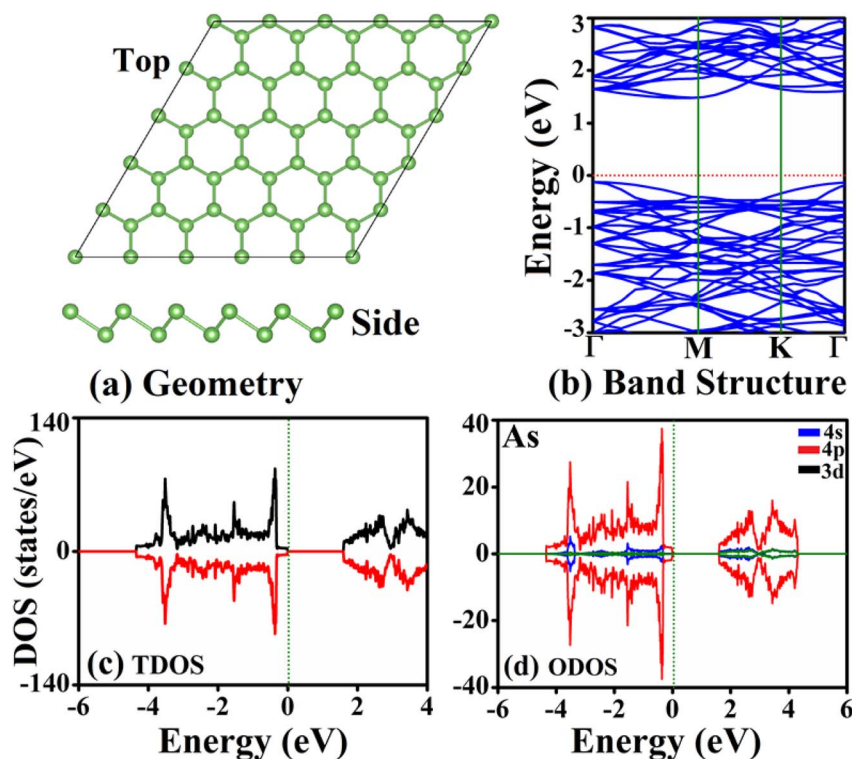 Top
Side
(a) Geometry
Energy (eV)
3
2
1
0
-1
-2
-3
Γ M K Γ
(b) Band Structure
DOS (states/eV)
140
0
-140
(c) TDOS
-6 -4 -2 0 2 4
Energy (eV)
As
4s
4p
3d
40
20
0
-20
-40
(d) ODOS
-6 -4 -2 0 2 4 6
Energy (eV)